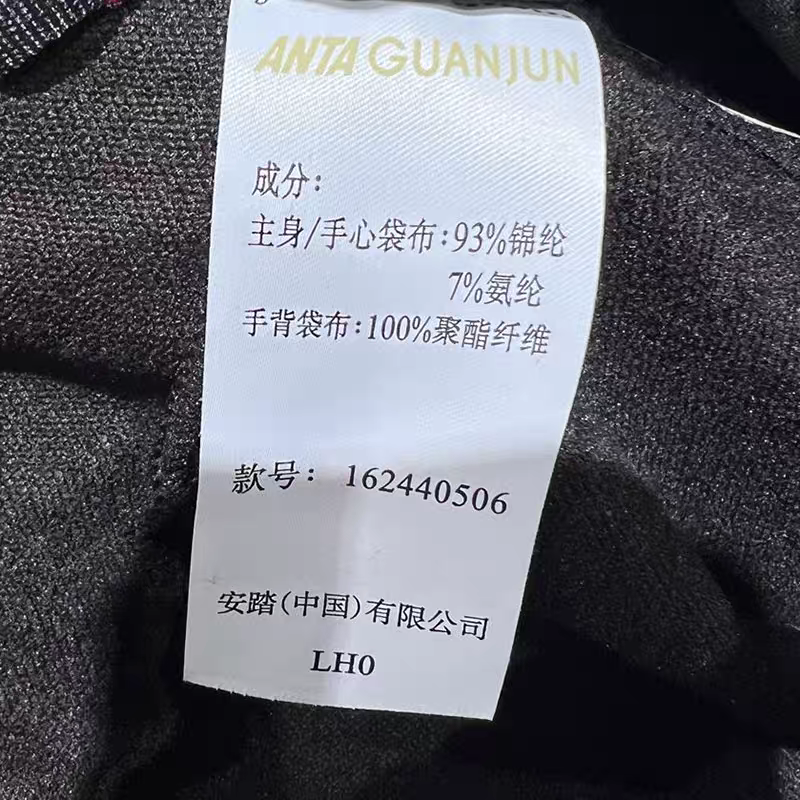 ANTA GUANJUN
成分:
主身/手心袋布:93%锦纶
7%氨纶
手背袋布:100%聚酯纤维
款号: 162440506
安踏(中国)有限公司
LH0